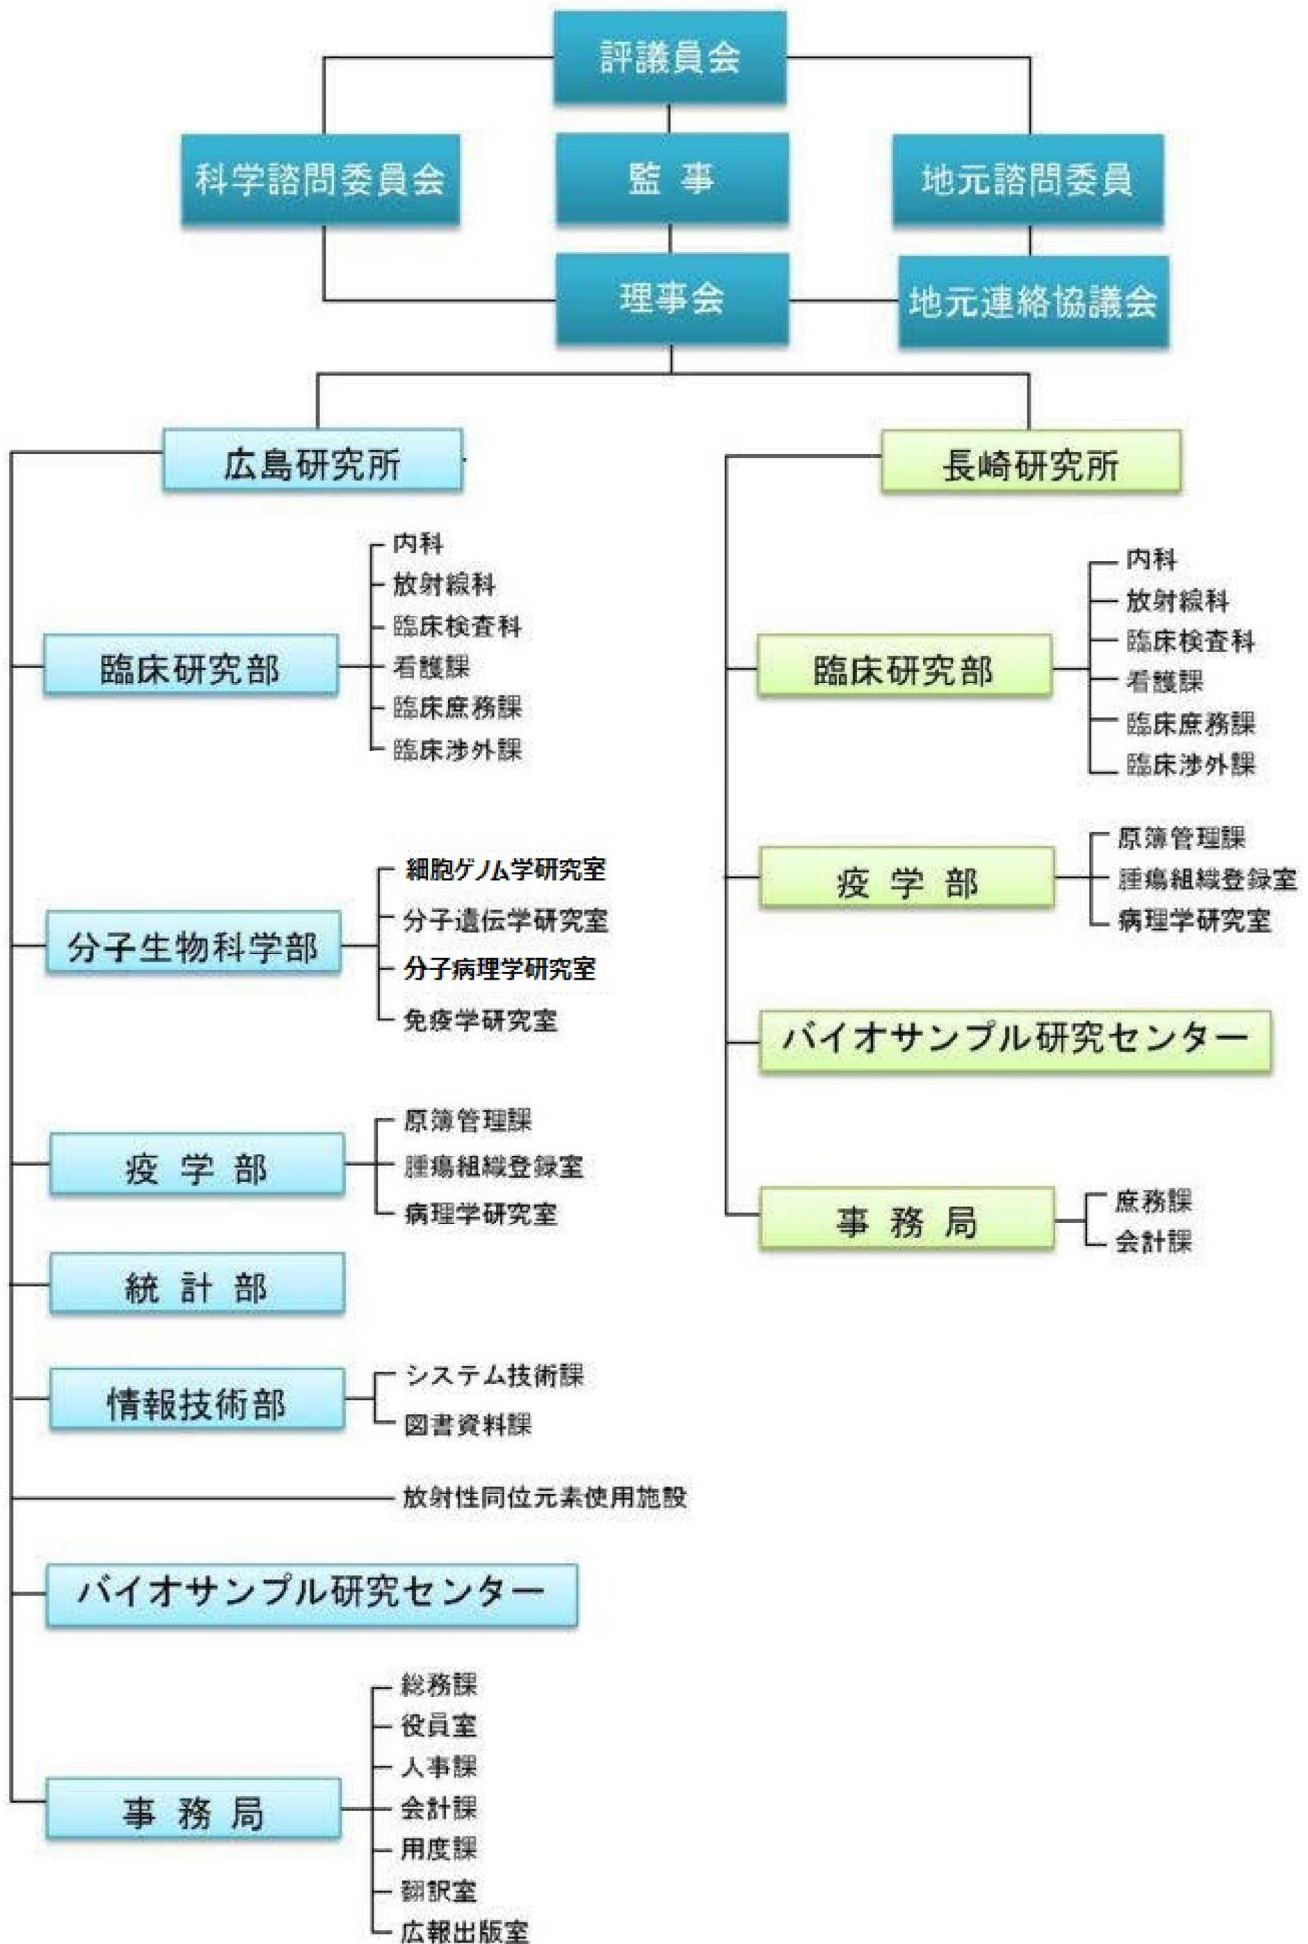 評議員会
科学諮問委員会
監事
地元諮問委員
理事会
地元連絡協議会
広島研究所
臨床研究部
内科
放射線科
臨床検査科
看護課
臨床庶務課
臨床渉外課
分子生物科学部
細胞ゲノム学研究室
分子遺伝学研究室
分子病理学研究室
免疫学研究室
疫学部
原簿管理課
腫瘍組織登録室
病理学研究室
統計部
情報技術部
システム技術課
図書資料課
放射性同位元素使用施設
バイオサンプル研究センター
事務局
総務課
役員室
人事課
会計課
用度課
翻訳室
広報出版室
長崎研究所
臨床研究部
内科
放射線科
臨床検査科
看護課
臨床庶務課
臨床渉外課
疫学部
原簿管理課
腫瘍組織登録室
病理学研究室
バイオサンプル研究センター
事務局
庶務課
会計課